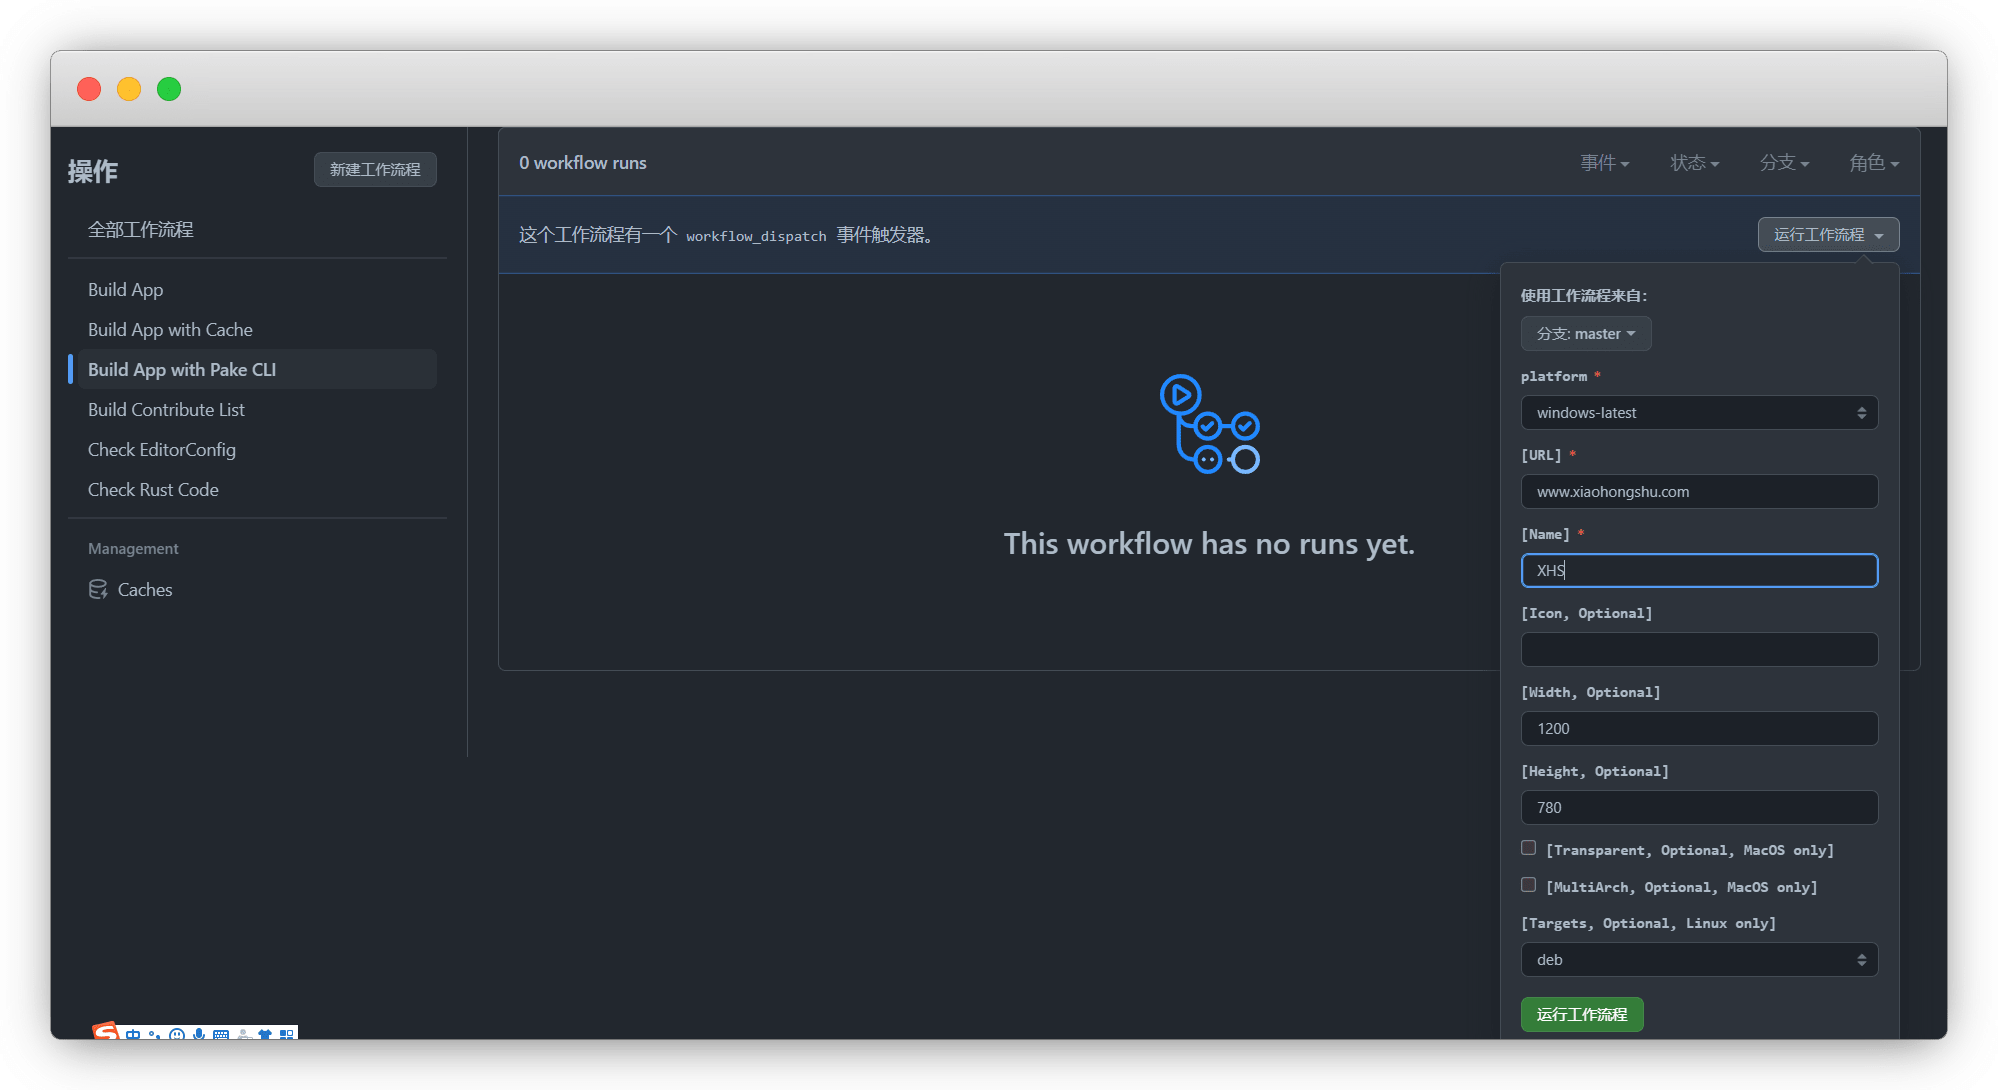 操作
新建工作流程
全部工作流程
Build App
Build App with Cache
Build App with Pake CLI
Build Contribute List
Check EditorConfig
Check Rust Code
Management
Caches
0 workflow runs
事件
状态
分支
角色
这个工作流程有一个 workflow_dispatch 事件触发器。
运行工作流程
This workflow has no runs yet.
使用工作流程来自:
分支: master
platform *
windows-latest
[URL] *
www.xiaohongshu.com
[Name] *
XHS
[Icon, Optional]
[Width, Optional]
1200
[Height, Optional]
780
[Transparent, Optional, MacOS only]
[MultiArch, Optional, MacOS only]
[Targets, Optional, Linux only]
deb
运行工作流程
中